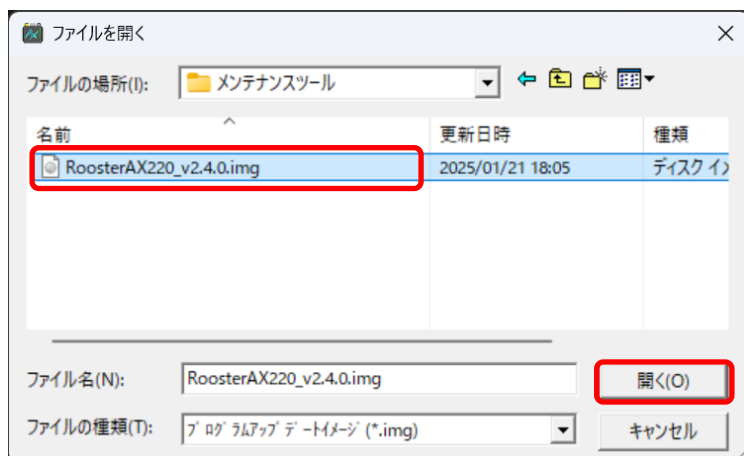 ファイルを開く
ファイルの場所(I): メンテナンスツール
名前 更新日時 種類
RoosterAX220_v2.4.0.img 2025/01/21 18:05 ディスク イメ
ファイル名(N): RoosterAX220_v2.4.0.img 開く(O)
ファイルの種類(T): ﾌﾟﾛｸﾞﾗﾑｱｯﾌﾟﾃﾞｰﾄｲﾒｰｼﾞ (*.img) キャンセル